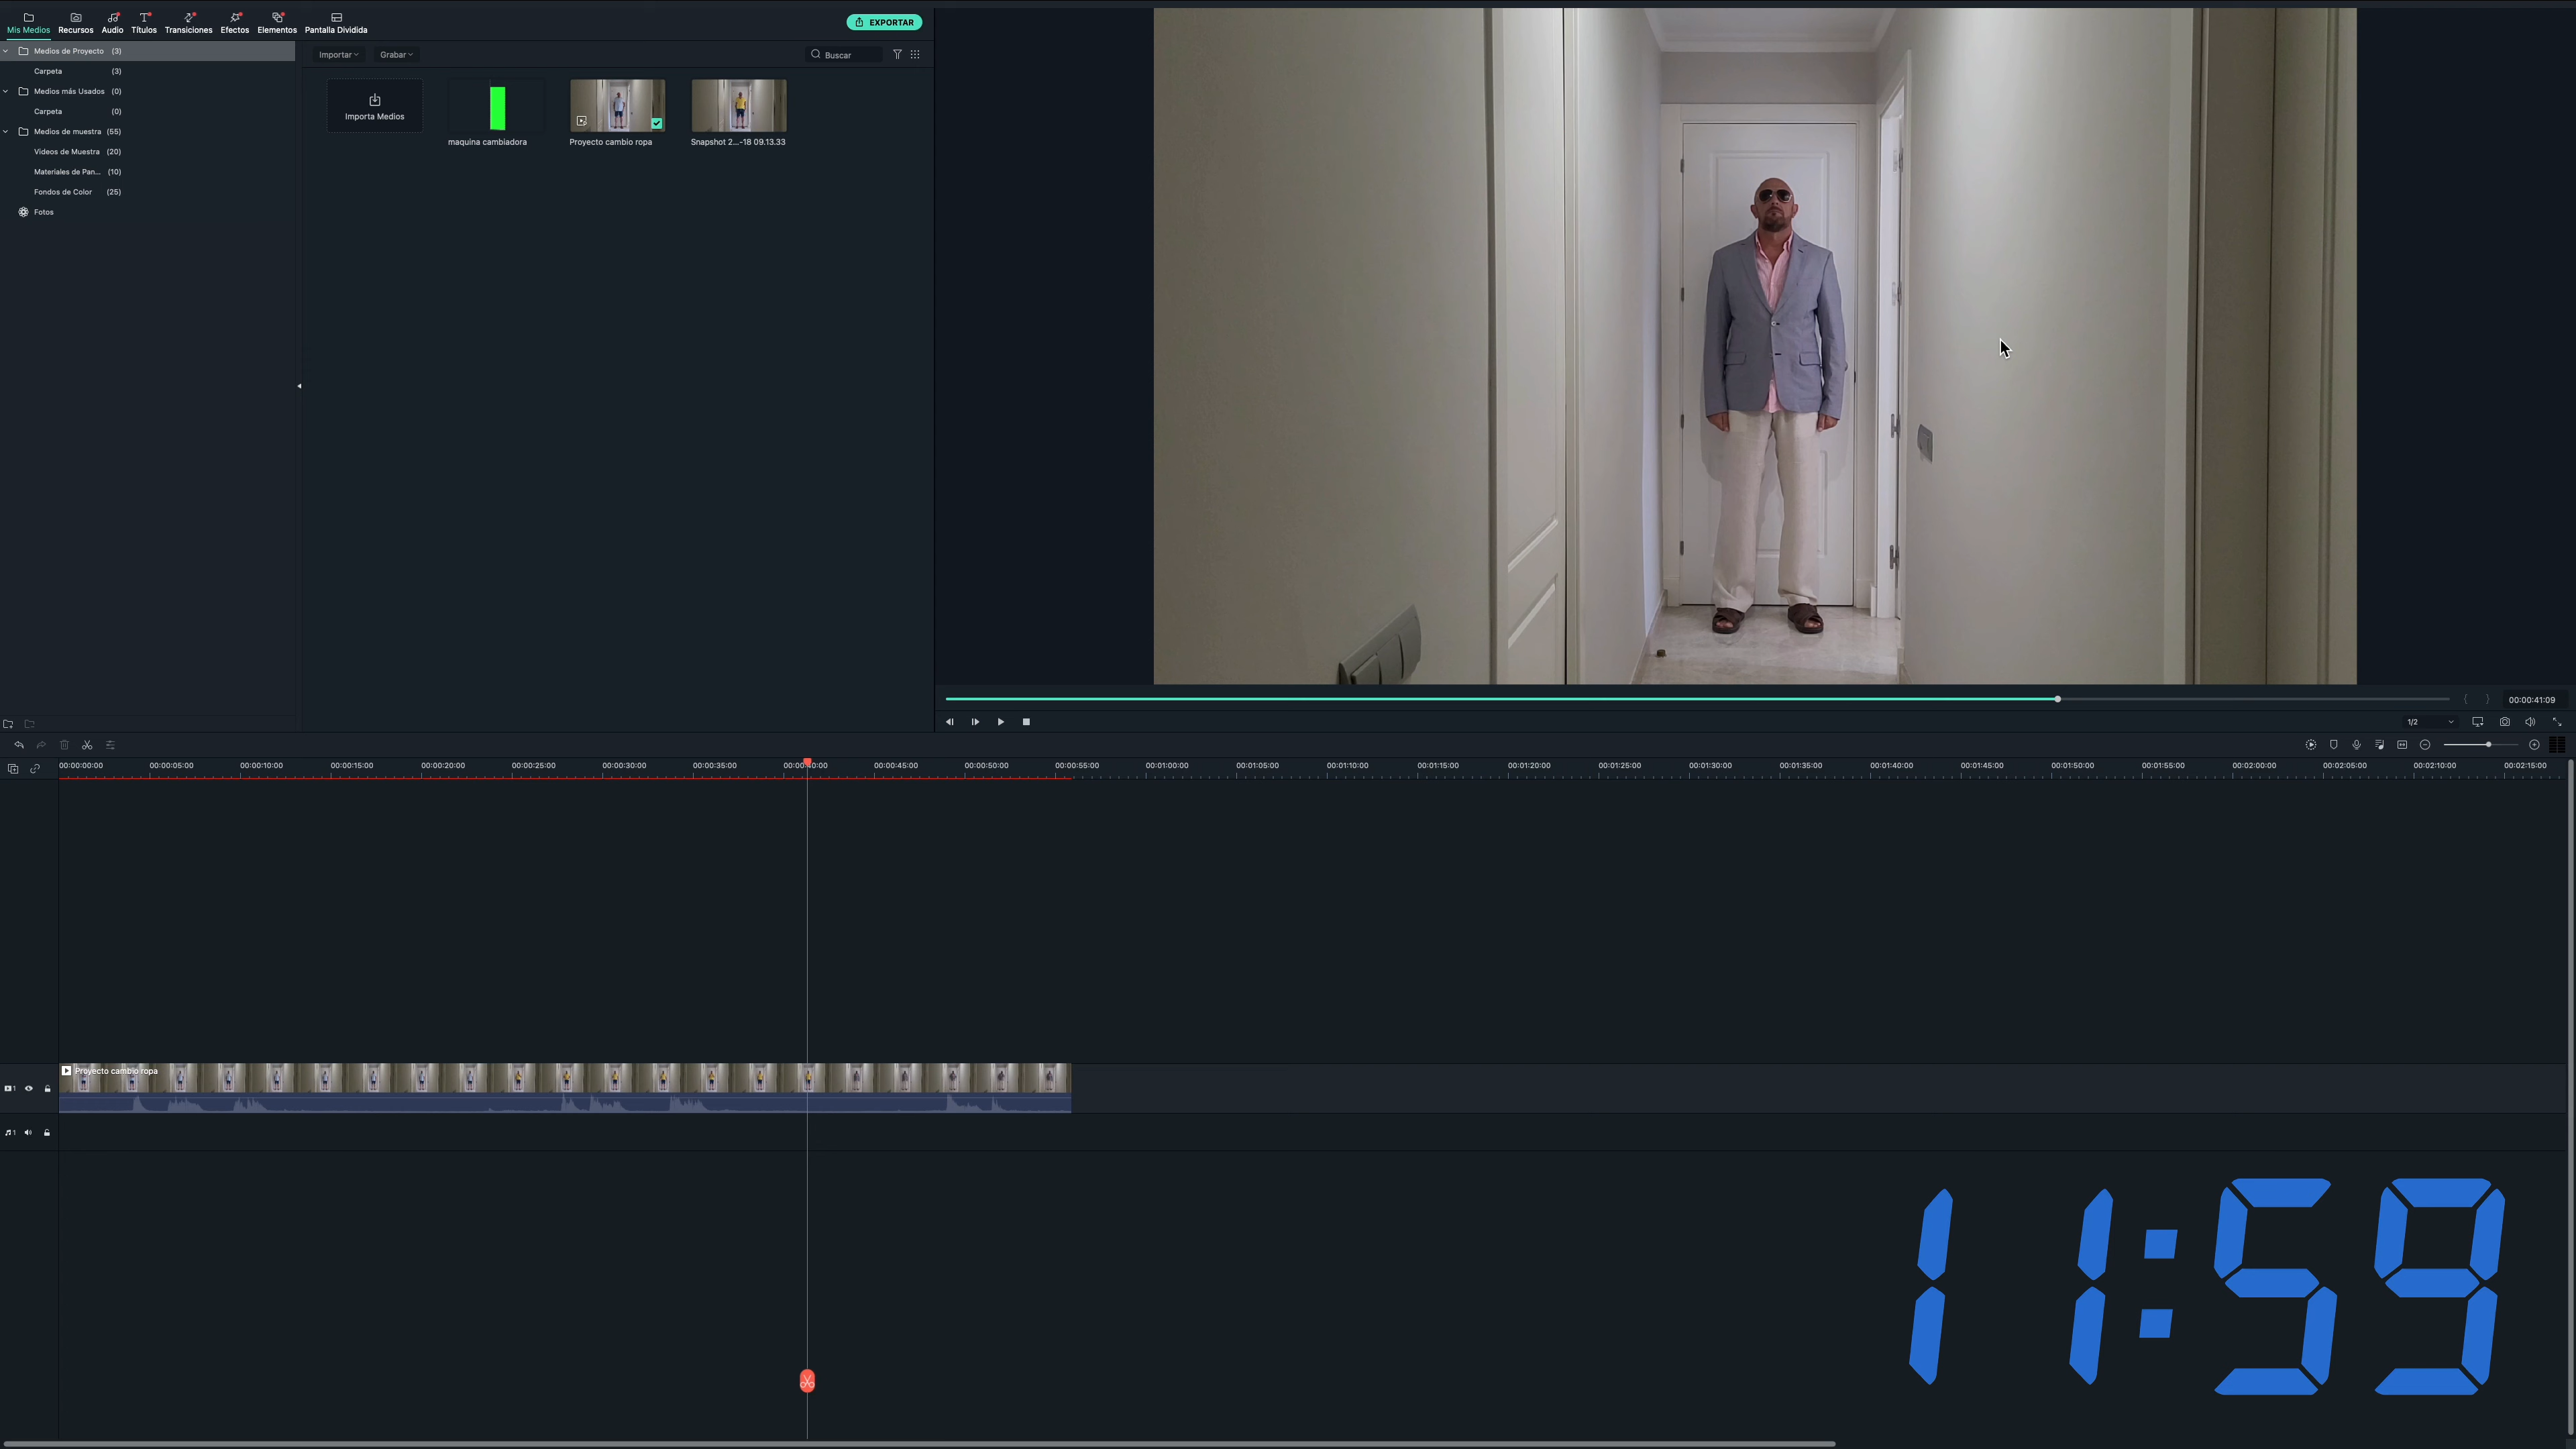 Mis Medios Recursos Audio Títulos Transiciones Efectos Elementos Pantalla Dividida
EXPORTAR
Medios de Proyecto (3)
Carpeta (3)
Medios más Usados (0)
Carpeta (0)
Medios de muestra (55)
Videos de Muestra (20)
Materiales de Pan... (10)
Fondos de Color (25)
Fotos
Importar Grabar Buscar
Importa Medios
maquina cambiadora
Proyecto cambio ropa
Snapshot 2...-18 09.13.33
00:00:41:09
1/2
00:00:00:00 00:00:05:00 00:00:10:00 00:00:15:00 00:00:20:00 00:00:25:00 00:00:30:00 00:00:35:00 00:00:40:00 00:00:45:00 00:00:50:00 00:00:55:00 00:01:00:00 00:01:05:00 00:01:10:00 00:01:15:00 00:01:20:00 00:01:25:00 00:01:30:00 00:01:35:00 00:01:40:00 00:01:45:00 00:01:50:00 00:01:55:00 00:02:00:00 00:02:05:00 00:02:10:00 00:02:15:00
Proyecto cambio ropa
1
1
11:59